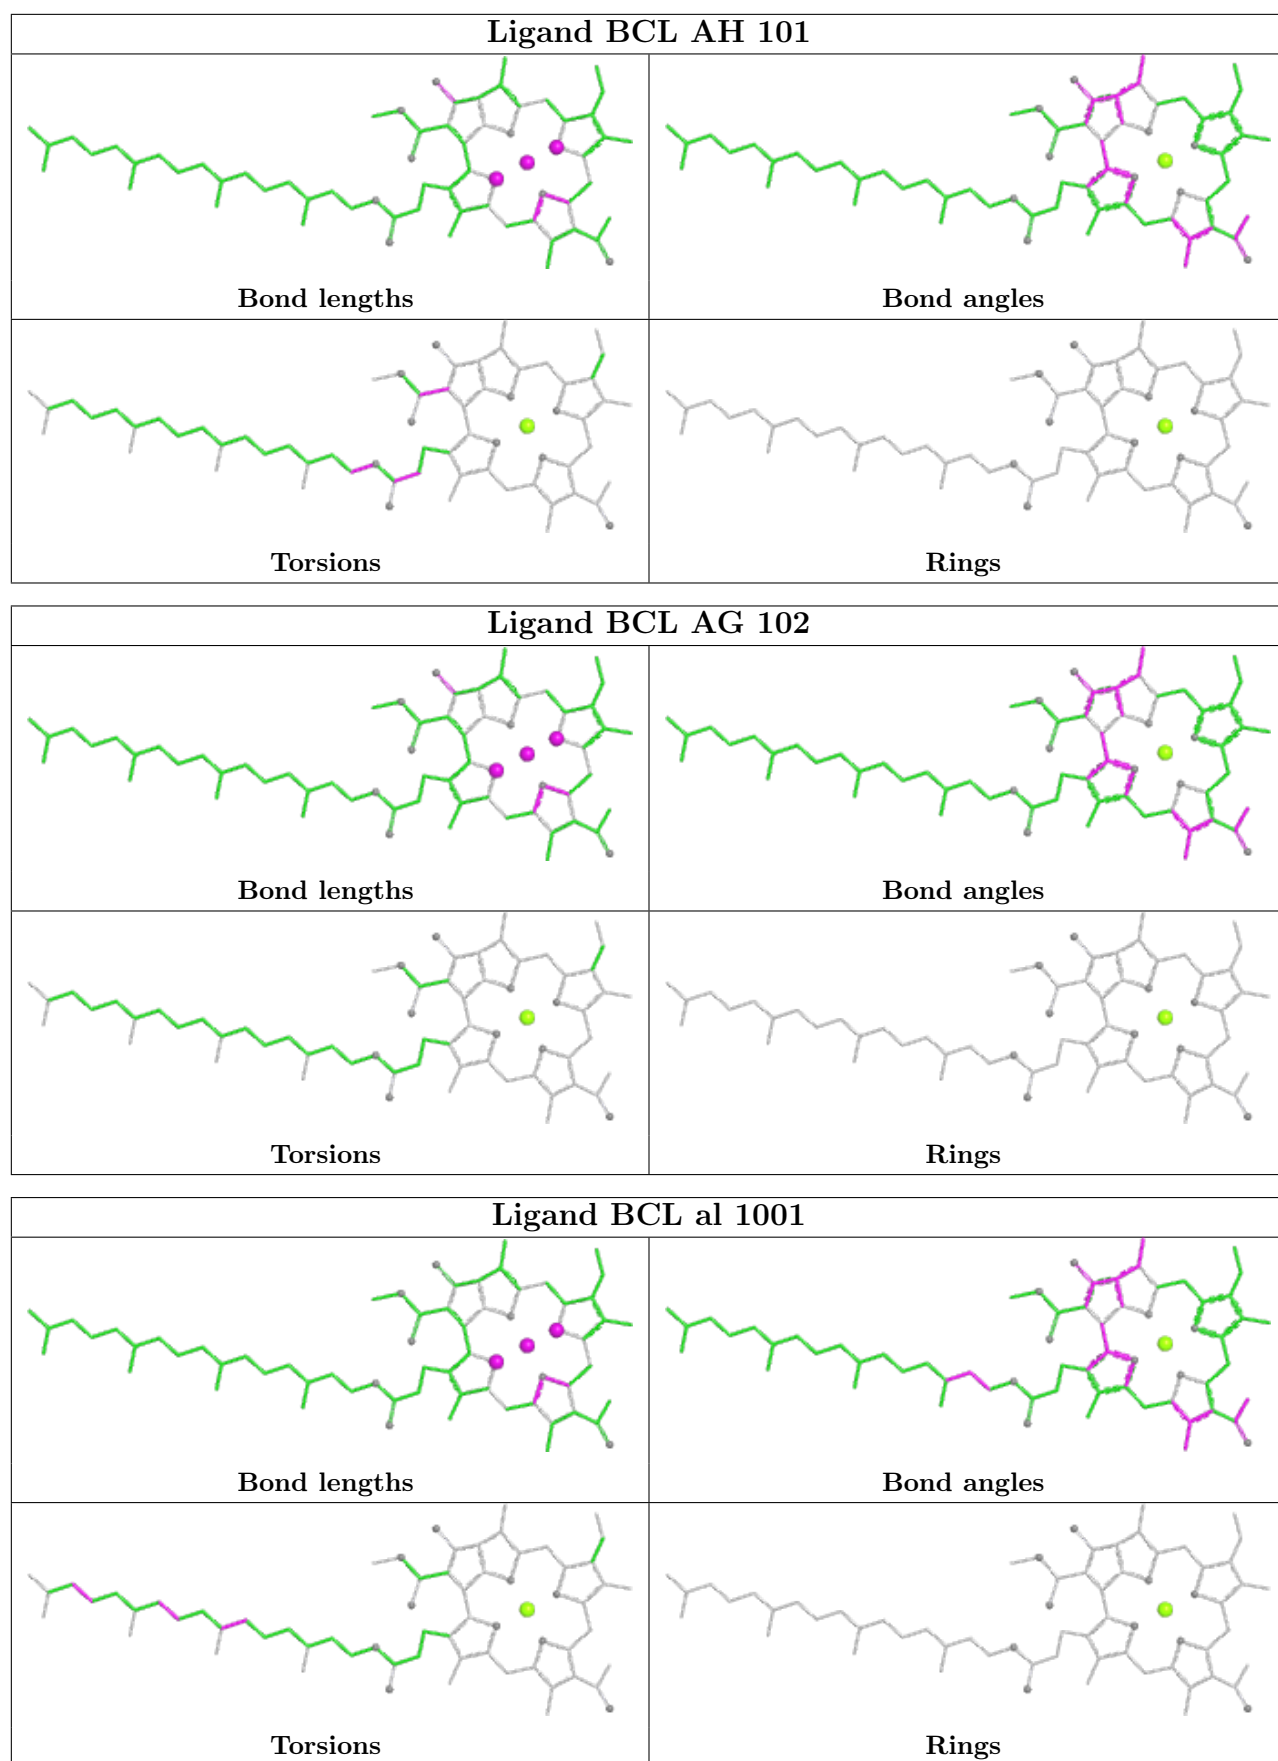 Ligand BCL AH 101
Bond lengths
Bond angles
Torsions
Rings
Ligand BCL AG 102
Bond lengths
Bond angles
Torsions
Rings
Ligand BCL al 1001
Bond lengths
Bond angles
Torsions
Rings